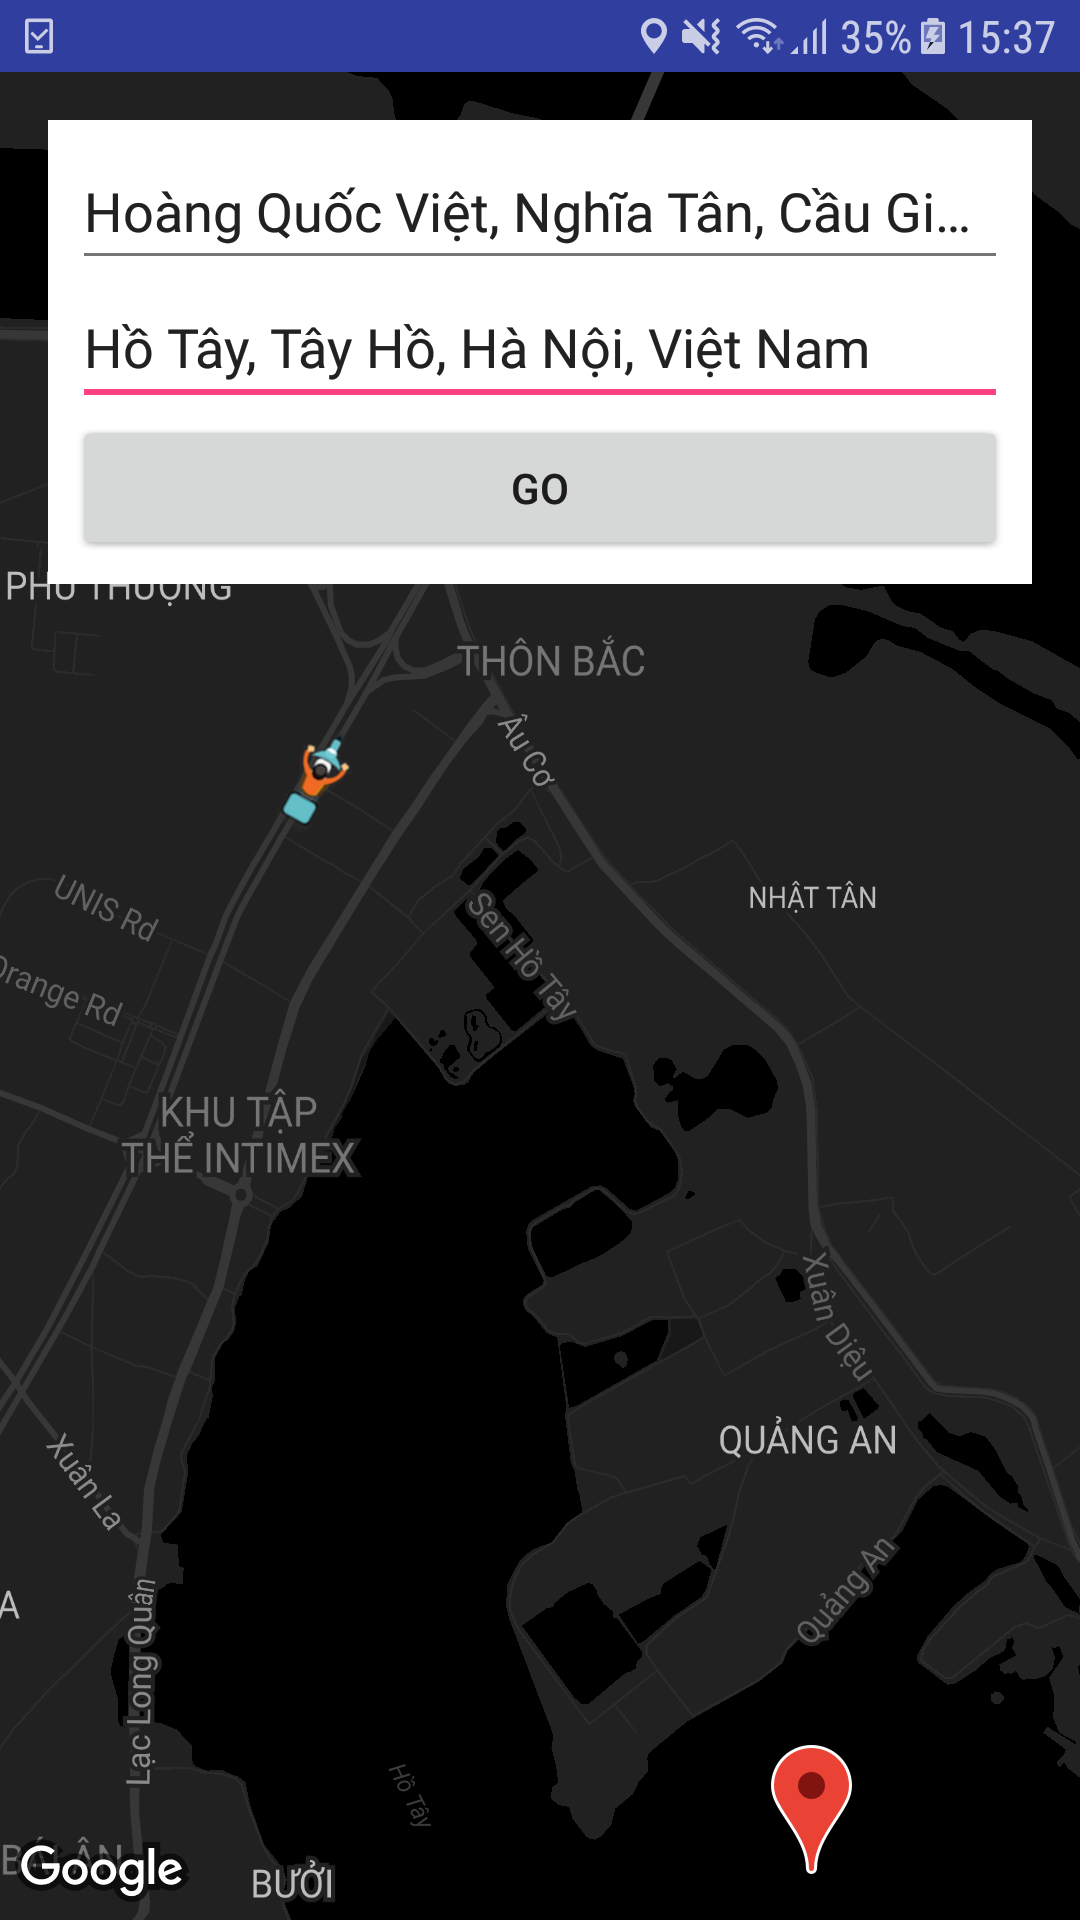 35% 15:37
Hoàng Quốc Việt, Nghĩa Tân, Cầu Gi...
Hồ Tây, Tây Hồ, Hà Nội, Việt Nam
GO
PHÚ THƯỢNG
THÔN BẮC
Âu Cơ
UNIS Rd
NHẬT TÂN
Sen Hồ Tây
Orange Rd
KHU TẬP
THỂ INTIMEX
Xuân Diệu
Xuân La
QUẢNG AN
Quảng An
A
Lạc Long Quân
Hồ Tây
Google
BƯỞI